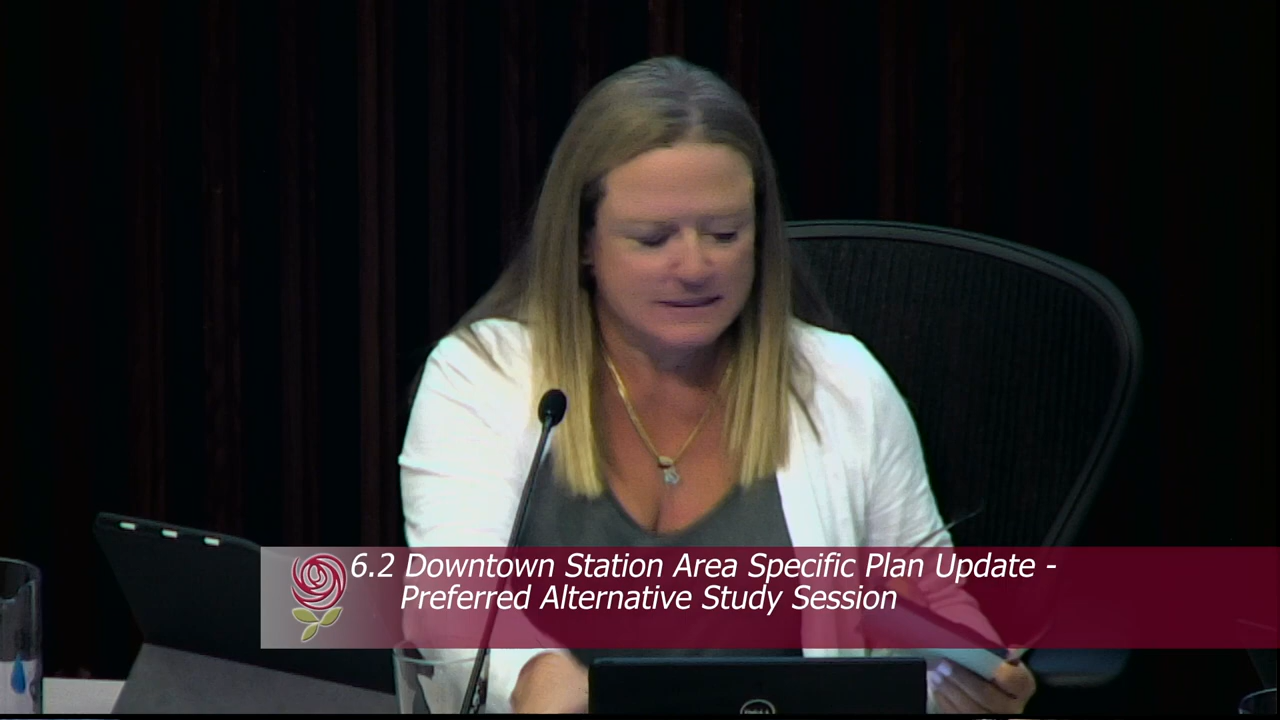 6.2 Downtown Station Area Specific Plan Update -
Preferred Alternative Study Session